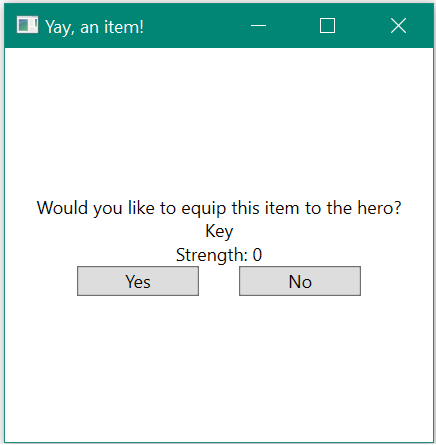 Yay, an item!
Would you like to equip this item to the hero?
Key
Strength: 0
Yes
No